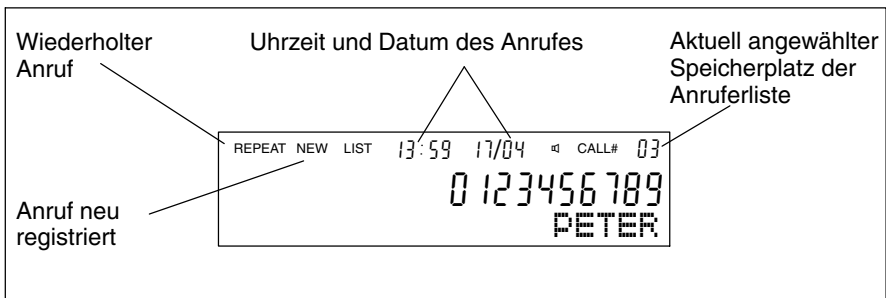 Wiederholter
Anruf
Uhrzeit und Datum des Anrufes
Aktuell angewählter
Speicherplatz der
Anruferliste
REPEAT NEW LIST 13:59 17/04 CALL# 03
0123456789
PETER
Anruf neu
registriert